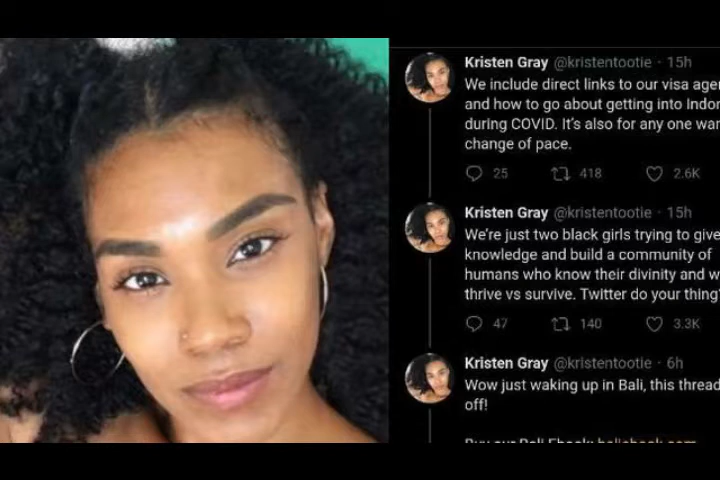 Kristen Gray @kristentootie · 15h
We include direct links to our visa
and how to go about getting into
during COVID. It's also for any one
change of pace.
25 418 2.6K
Kristen Gray @kristentootie · 15h
We're just two black girls trying to give
knowledge and build a community of
humans who know their divinity and
thrive vs survive. Twitter do your thing
47 140 3.3K
Kristen Gray @kristentootie · 6h
Wow just waking up in Bali, this thread
off!